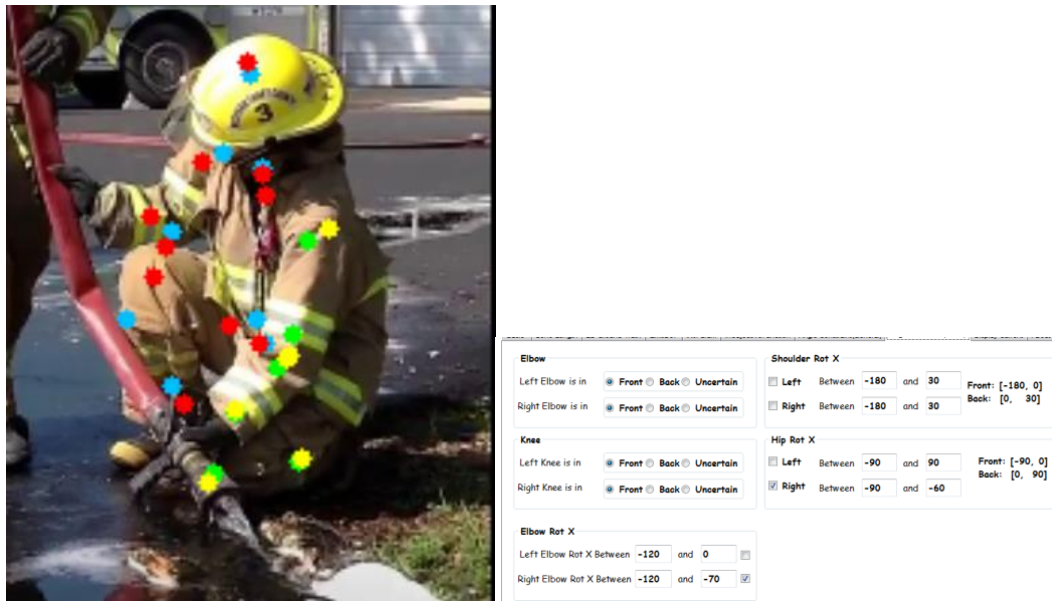 3
Elbow
Left Elbow is in Front Back Uncertain
Right Elbow is in Front Back Uncertain
Shoulder Rot X
Left Between -180 and 30
Right Between -180 and 30
Front: [-180, 0]
Back: [0, 30]
Knee
Left Knee is in Front Back Uncertain
Right Knee is in Front Back Uncertain
Hip Rot X
Left Between -90 and 90
Right Between -90 and -60
Front: [-90, 0]
Back: [0, 90]
Elbow Rot X
Left Elbow Rot X Between -120 and 0
Right Elbow Rot X Between -120 and -70